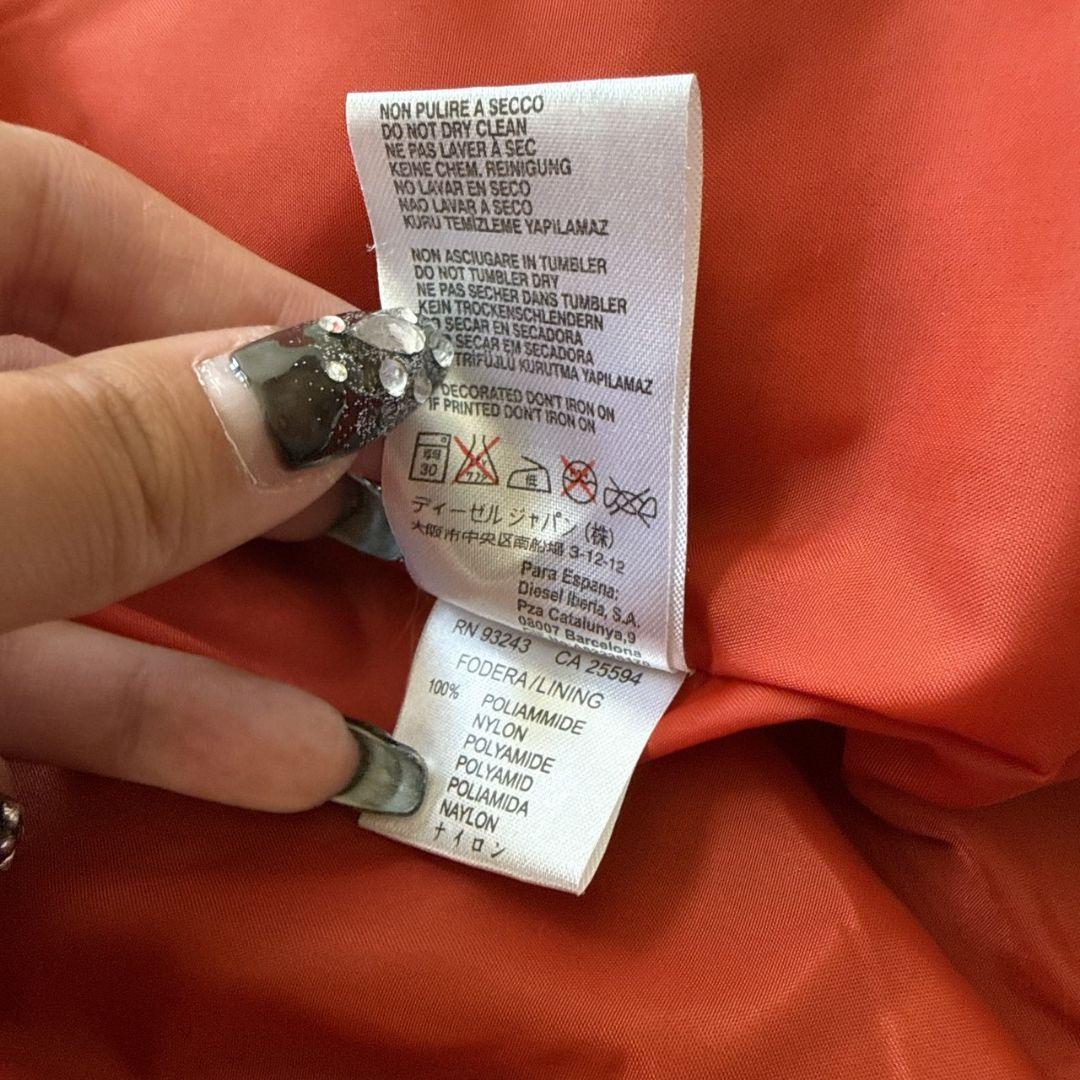 NON PULIRE A SECCO
DO NOT DRY CLEAN
NE PAS LAVER À SEC
KEINE CHEM. REINIGUNG
NO LAVAR EN SECO
NAO LAVAR A SECO
KURU TEMİZLEME YAPILAMAZ
NON ASCIUGARE IN TUMBLER
DO NOT TUMBLER DRY
NE PAS SECHER DANS TUMBLER
KEIN TROCKENSCHLENDERN
SECAR EN SECADORA
SECAR EM SECADORA
KURUTMA YAPILAMAZ
DECORATED DON'T IRON ON
IF PRINTED DON'T IRON ON
30
低
ディーゼルジャパン(株)
大阪市中央区南船場 3-12-12
Para Espana:
Diesel Iberia, S.A.
Pza Catalunya,9
08007 Barcelona
RN 93243 CA 25594
FODERA/LINING
100% POLIAMMIDE
NYLON
POLYAMIDE
POLYAMID
POLIAMIDA
NAYLON
ナイロン